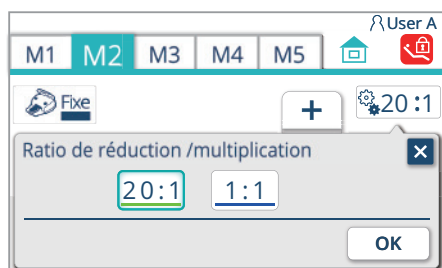 User A
M1 M2 M3 M4 M5
Fixe + 20:1
Ratio de réduction /multiplication
20:1 1:1
OK